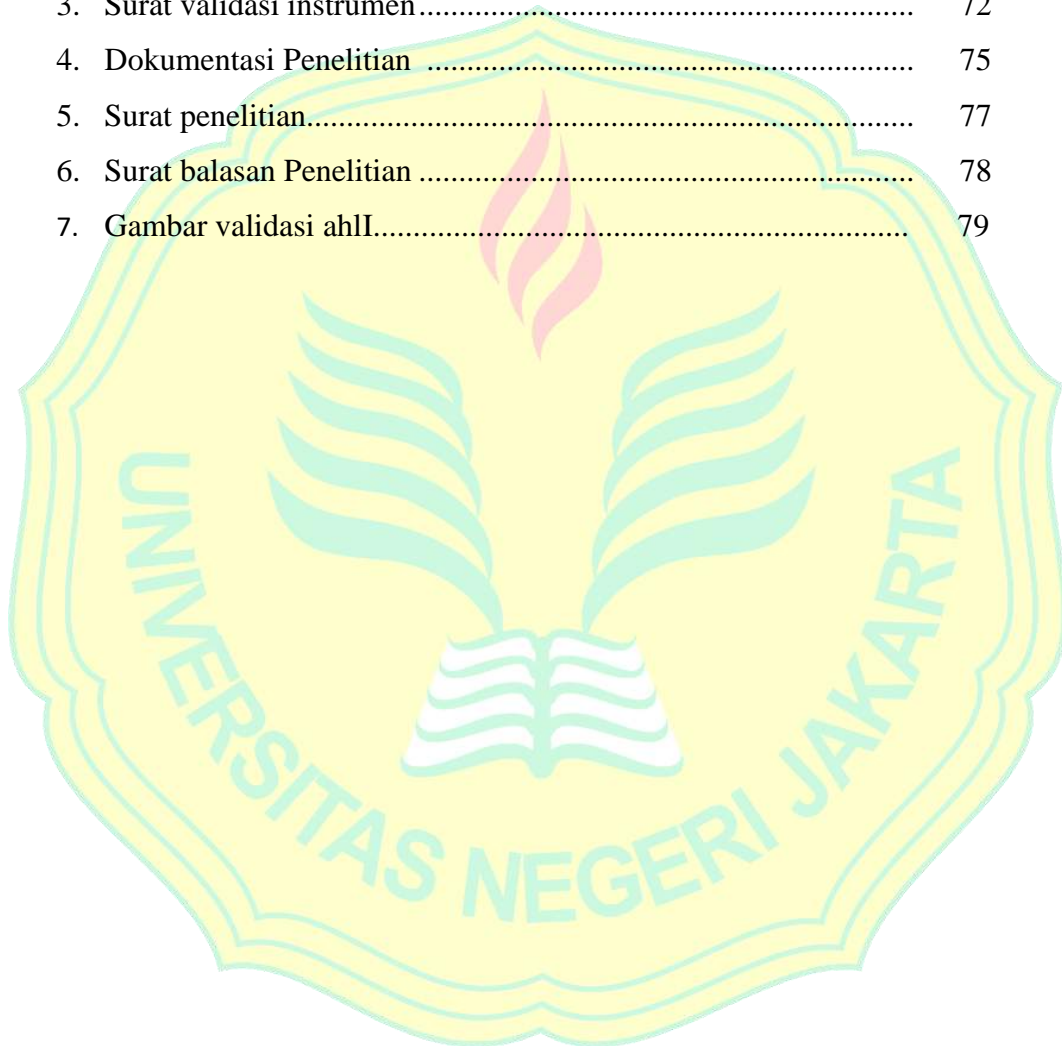 3. Surat validasi instrumen.............................................................. 72
4. Dokumentasi Penelitian ............................................................. 75
5. Surat penelitian............................................................................ 77
6. Surat balasan Penelitian .............................................................. 78
7. Gambar validasi ahlI................................................................... 79
UNIVERSITAS NEGERI JAKARTA